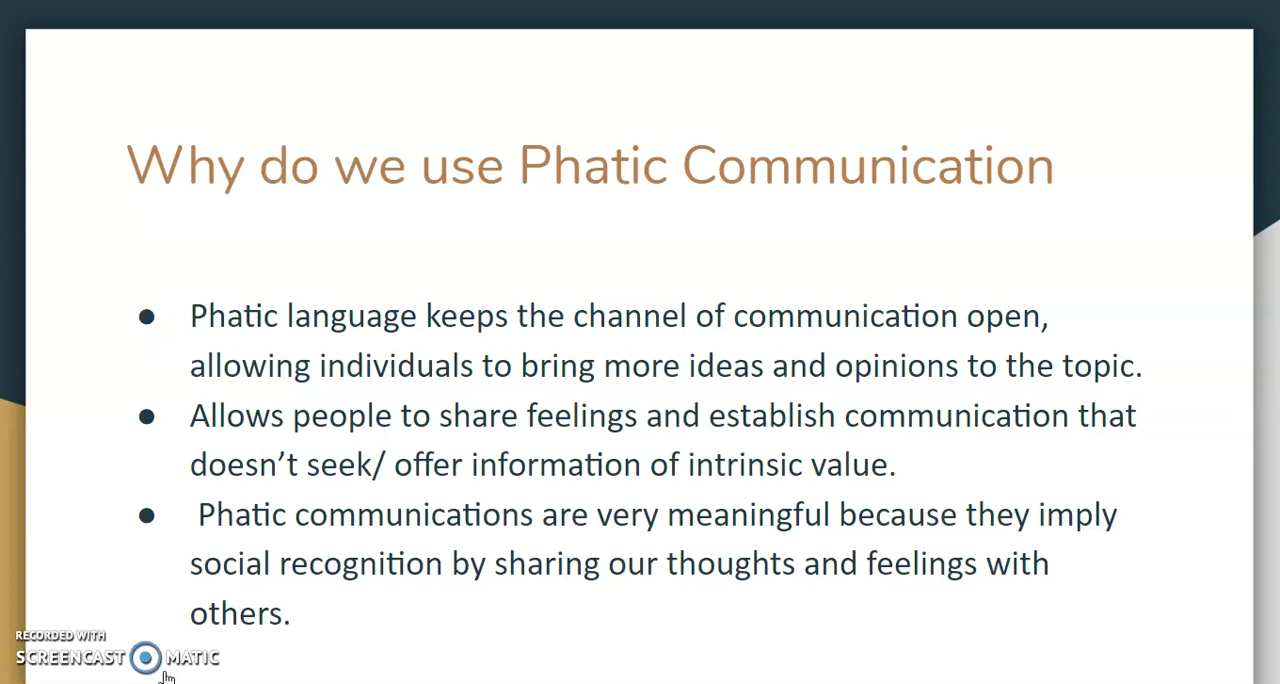 Why do we use Phatic Communication
● Phatic language keeps the channel of communication open,
allowing individuals to bring more ideas and opinions to the topic.
● Allows people to share feelings and establish communication that
doesn’t seek/ offer information of intrinsic value.
● Phatic communications are very meaningful because they imply
social recognition by sharing our thoughts and feelings with
others.
RECORDED WITH
SCREENCAST MATIC